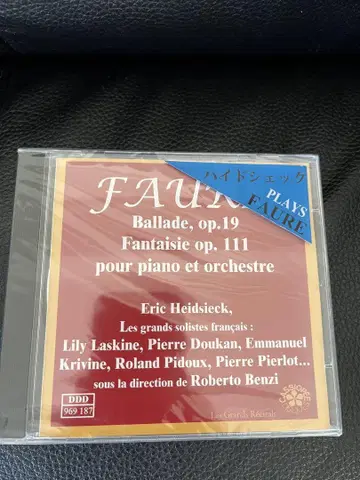 ハイドシェック
PLAYS
FAURE
FAURÉ
Ballade, op.19
Fantaisie op. 111
pour piano et orchestre
Eric Heidsieck,
Les grands solistes français :
Lily Laskine, Pierre Doukan, Emmanuel
Krivine, Roland Pidoux, Pierre Pierlot...
sous la direction de Roberto Benzi
DDD
969 187
CASSIOPEE